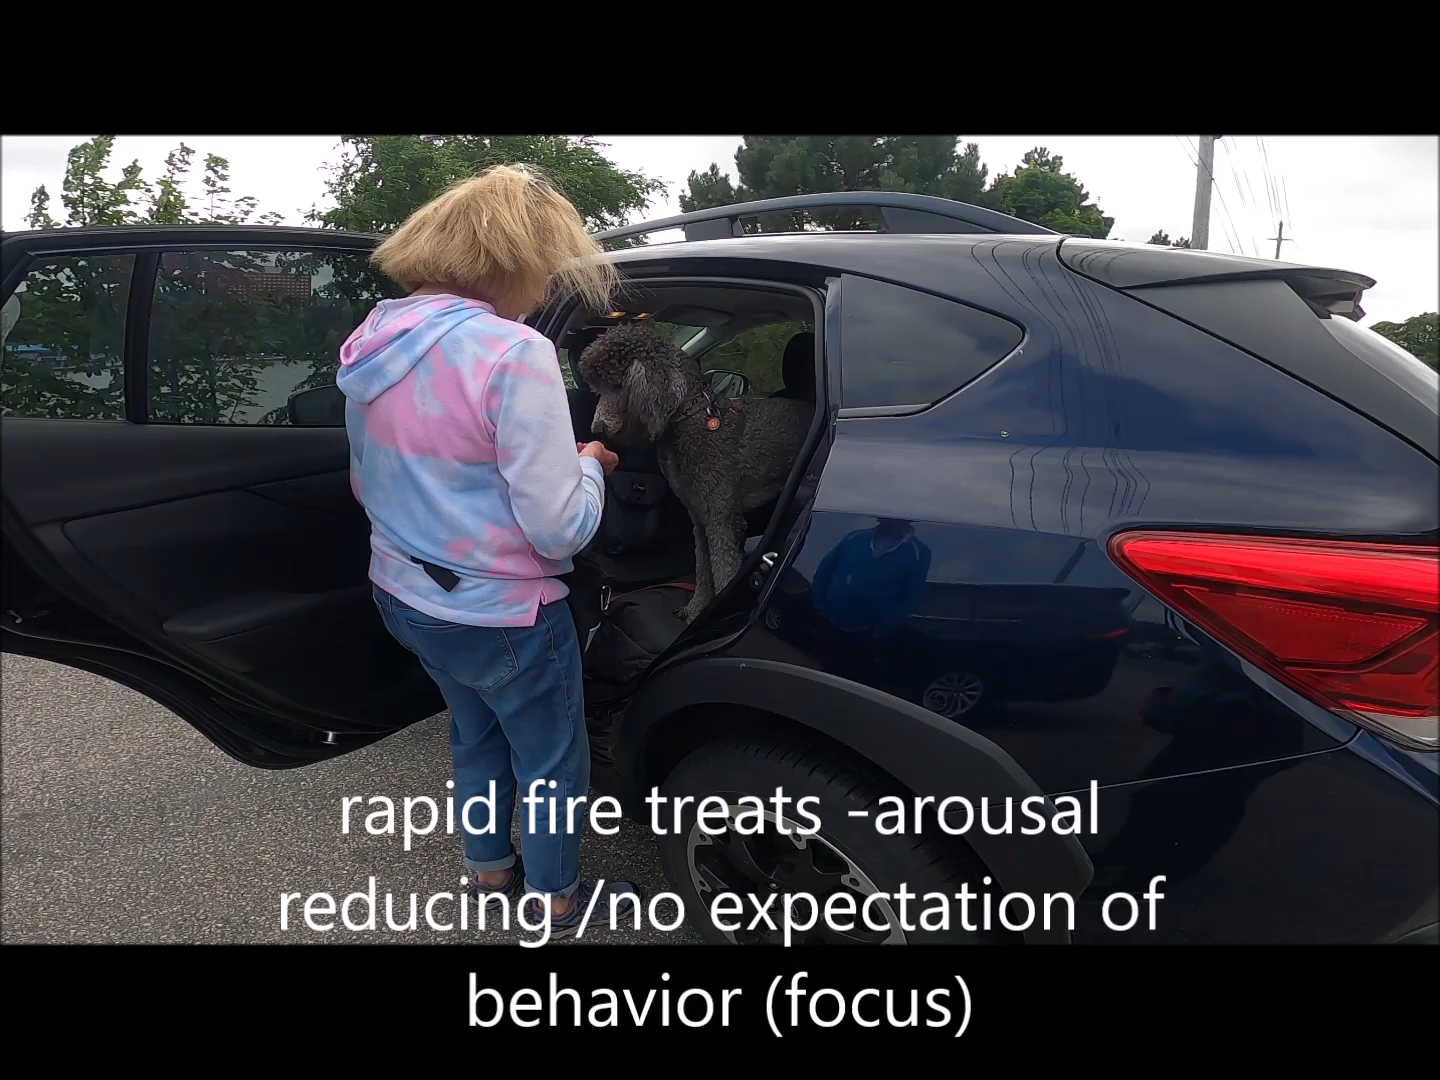 rapid fire treats -arousal
reducing /no expectation of
behavior (focus)